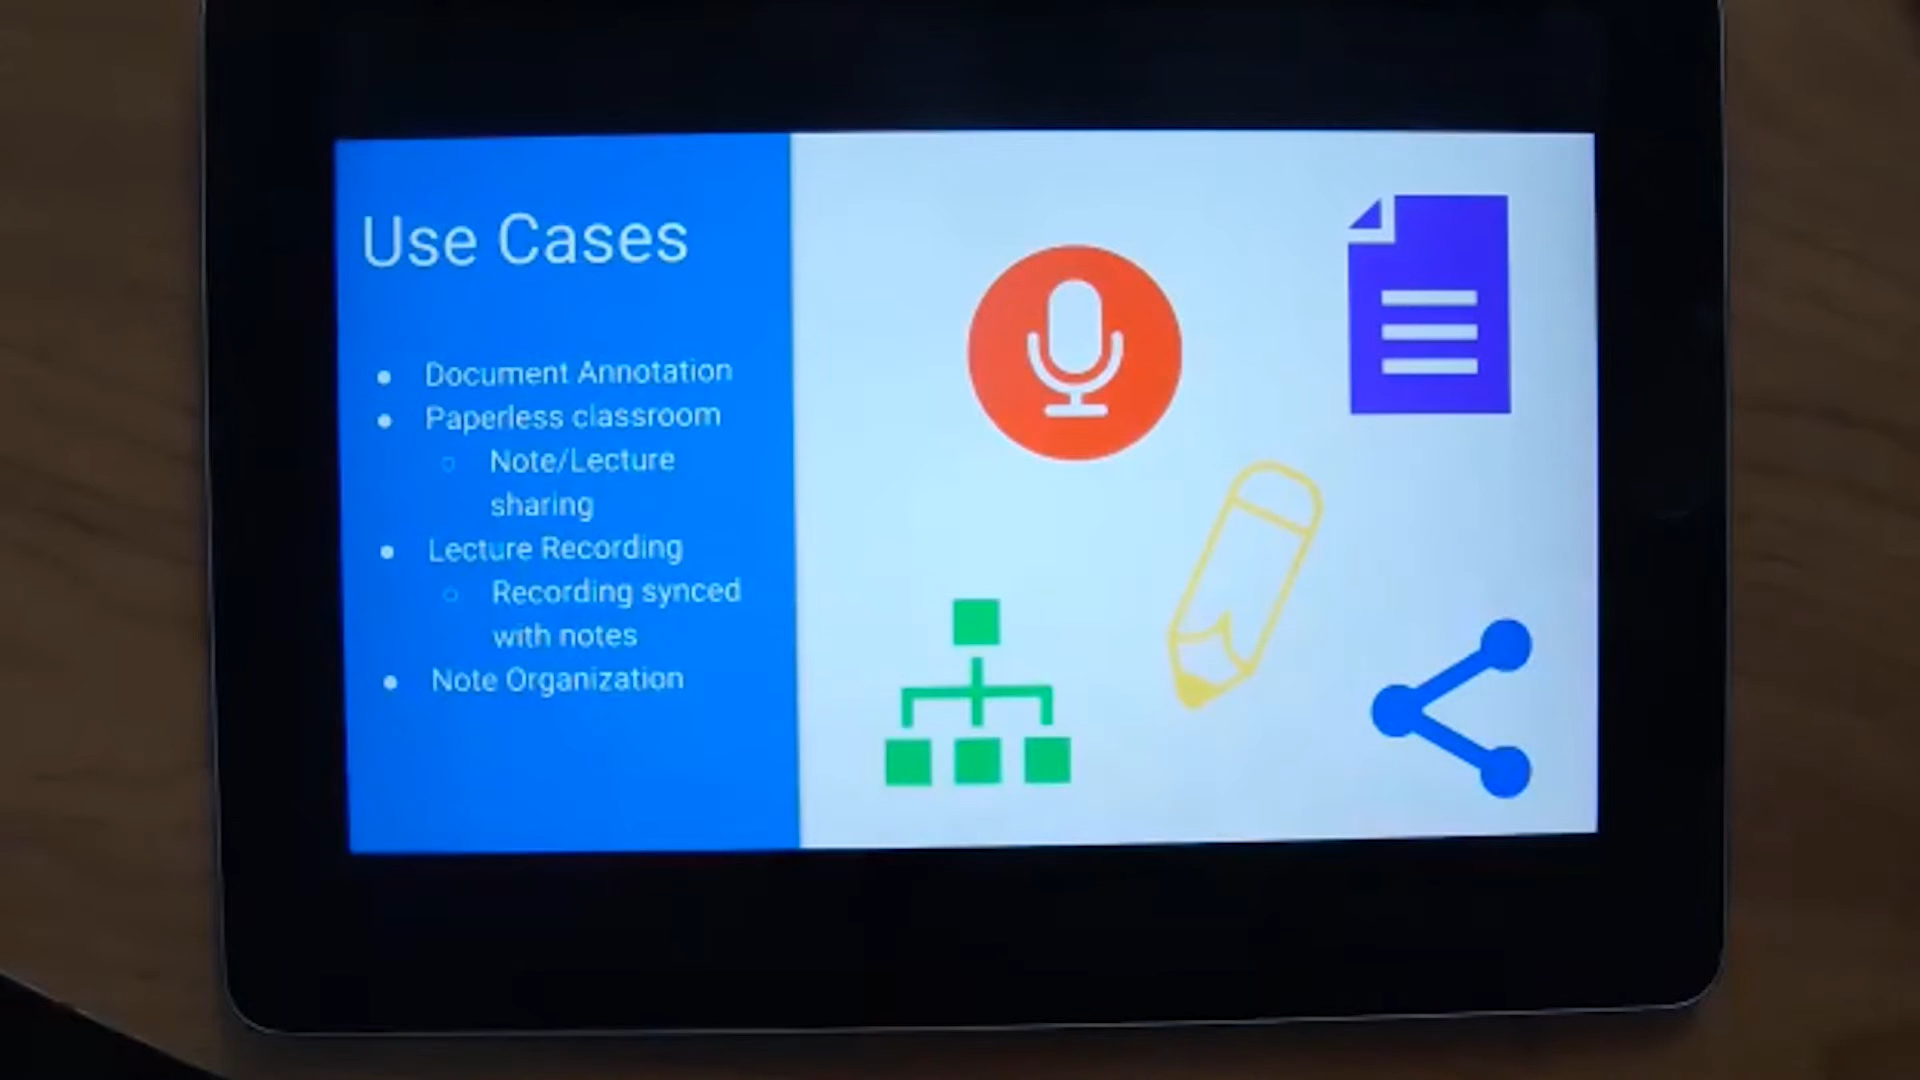 Use Cases
● Document Annotation
● Paperless classroom
○ Note/Lecture
sharing
● Lecture Recording
○ Recording synced
with notes
● Note Organization